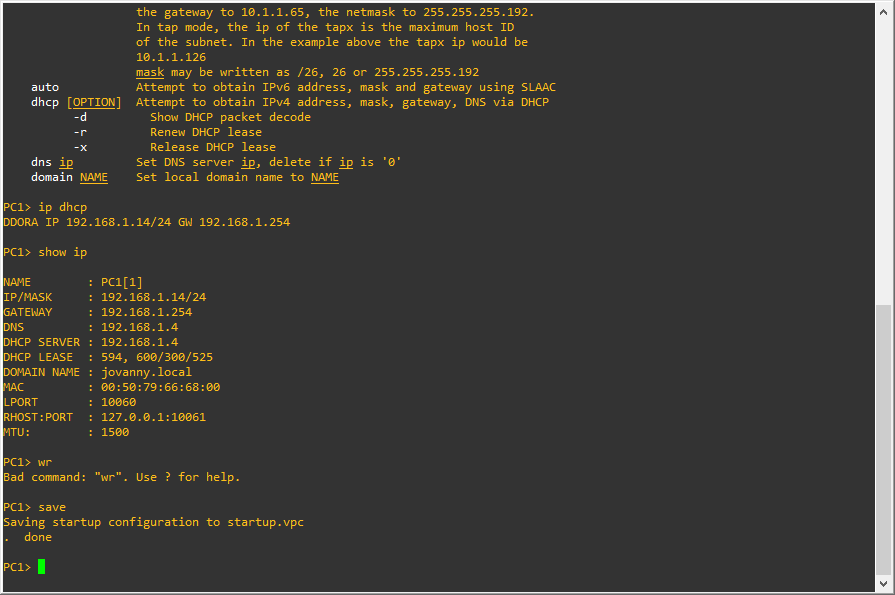 the gateway to 10.1.1.65, the netmask to 255.255.255.192.
In tap mode, the ip of the tapx is the maximum host ID
of the subnet. In the example above the tapx ip would be
10.1.1.126
mask may be written as /26, 26 or 255.255.255.192
auto Attempt to obtain IPv6 address, mask and gateway using SLAAC
dhcp [OPTION] Attempt to obtain IPv4 address, mask, gateway, DNS via DHCP
-d Show DHCP packet decode
-r Renew DHCP lease
-x Release DHCP lease
dns ip Set DNS server ip, delete if ip is '0'
domain NAME Set local domain name to NAME
PC1> ip dhcp
DDORA IP 192.168.1.14/24 GW 192.168.1.254
PC1> show ip
NAME : PC1[1]
IP/MASK : 192.168.1.14/24
GATEWAY : 192.168.1.254
DNS : 192.168.1.4
DHCP SERVER : 192.168.1.4
DHCP LEASE : 594, 600/300/525
DOMAIN NAME : jovanny.local
MAC : 00:50:79:66:68:00
LPORT : 10060
RHOST:PORT : 127.0.0.1:10061
MTU: : 1500
PC1> wr
Bad command: "wr". Use ? for help.
PC1> save
Saving startup configuration to startup.vpc
. done
PC1>